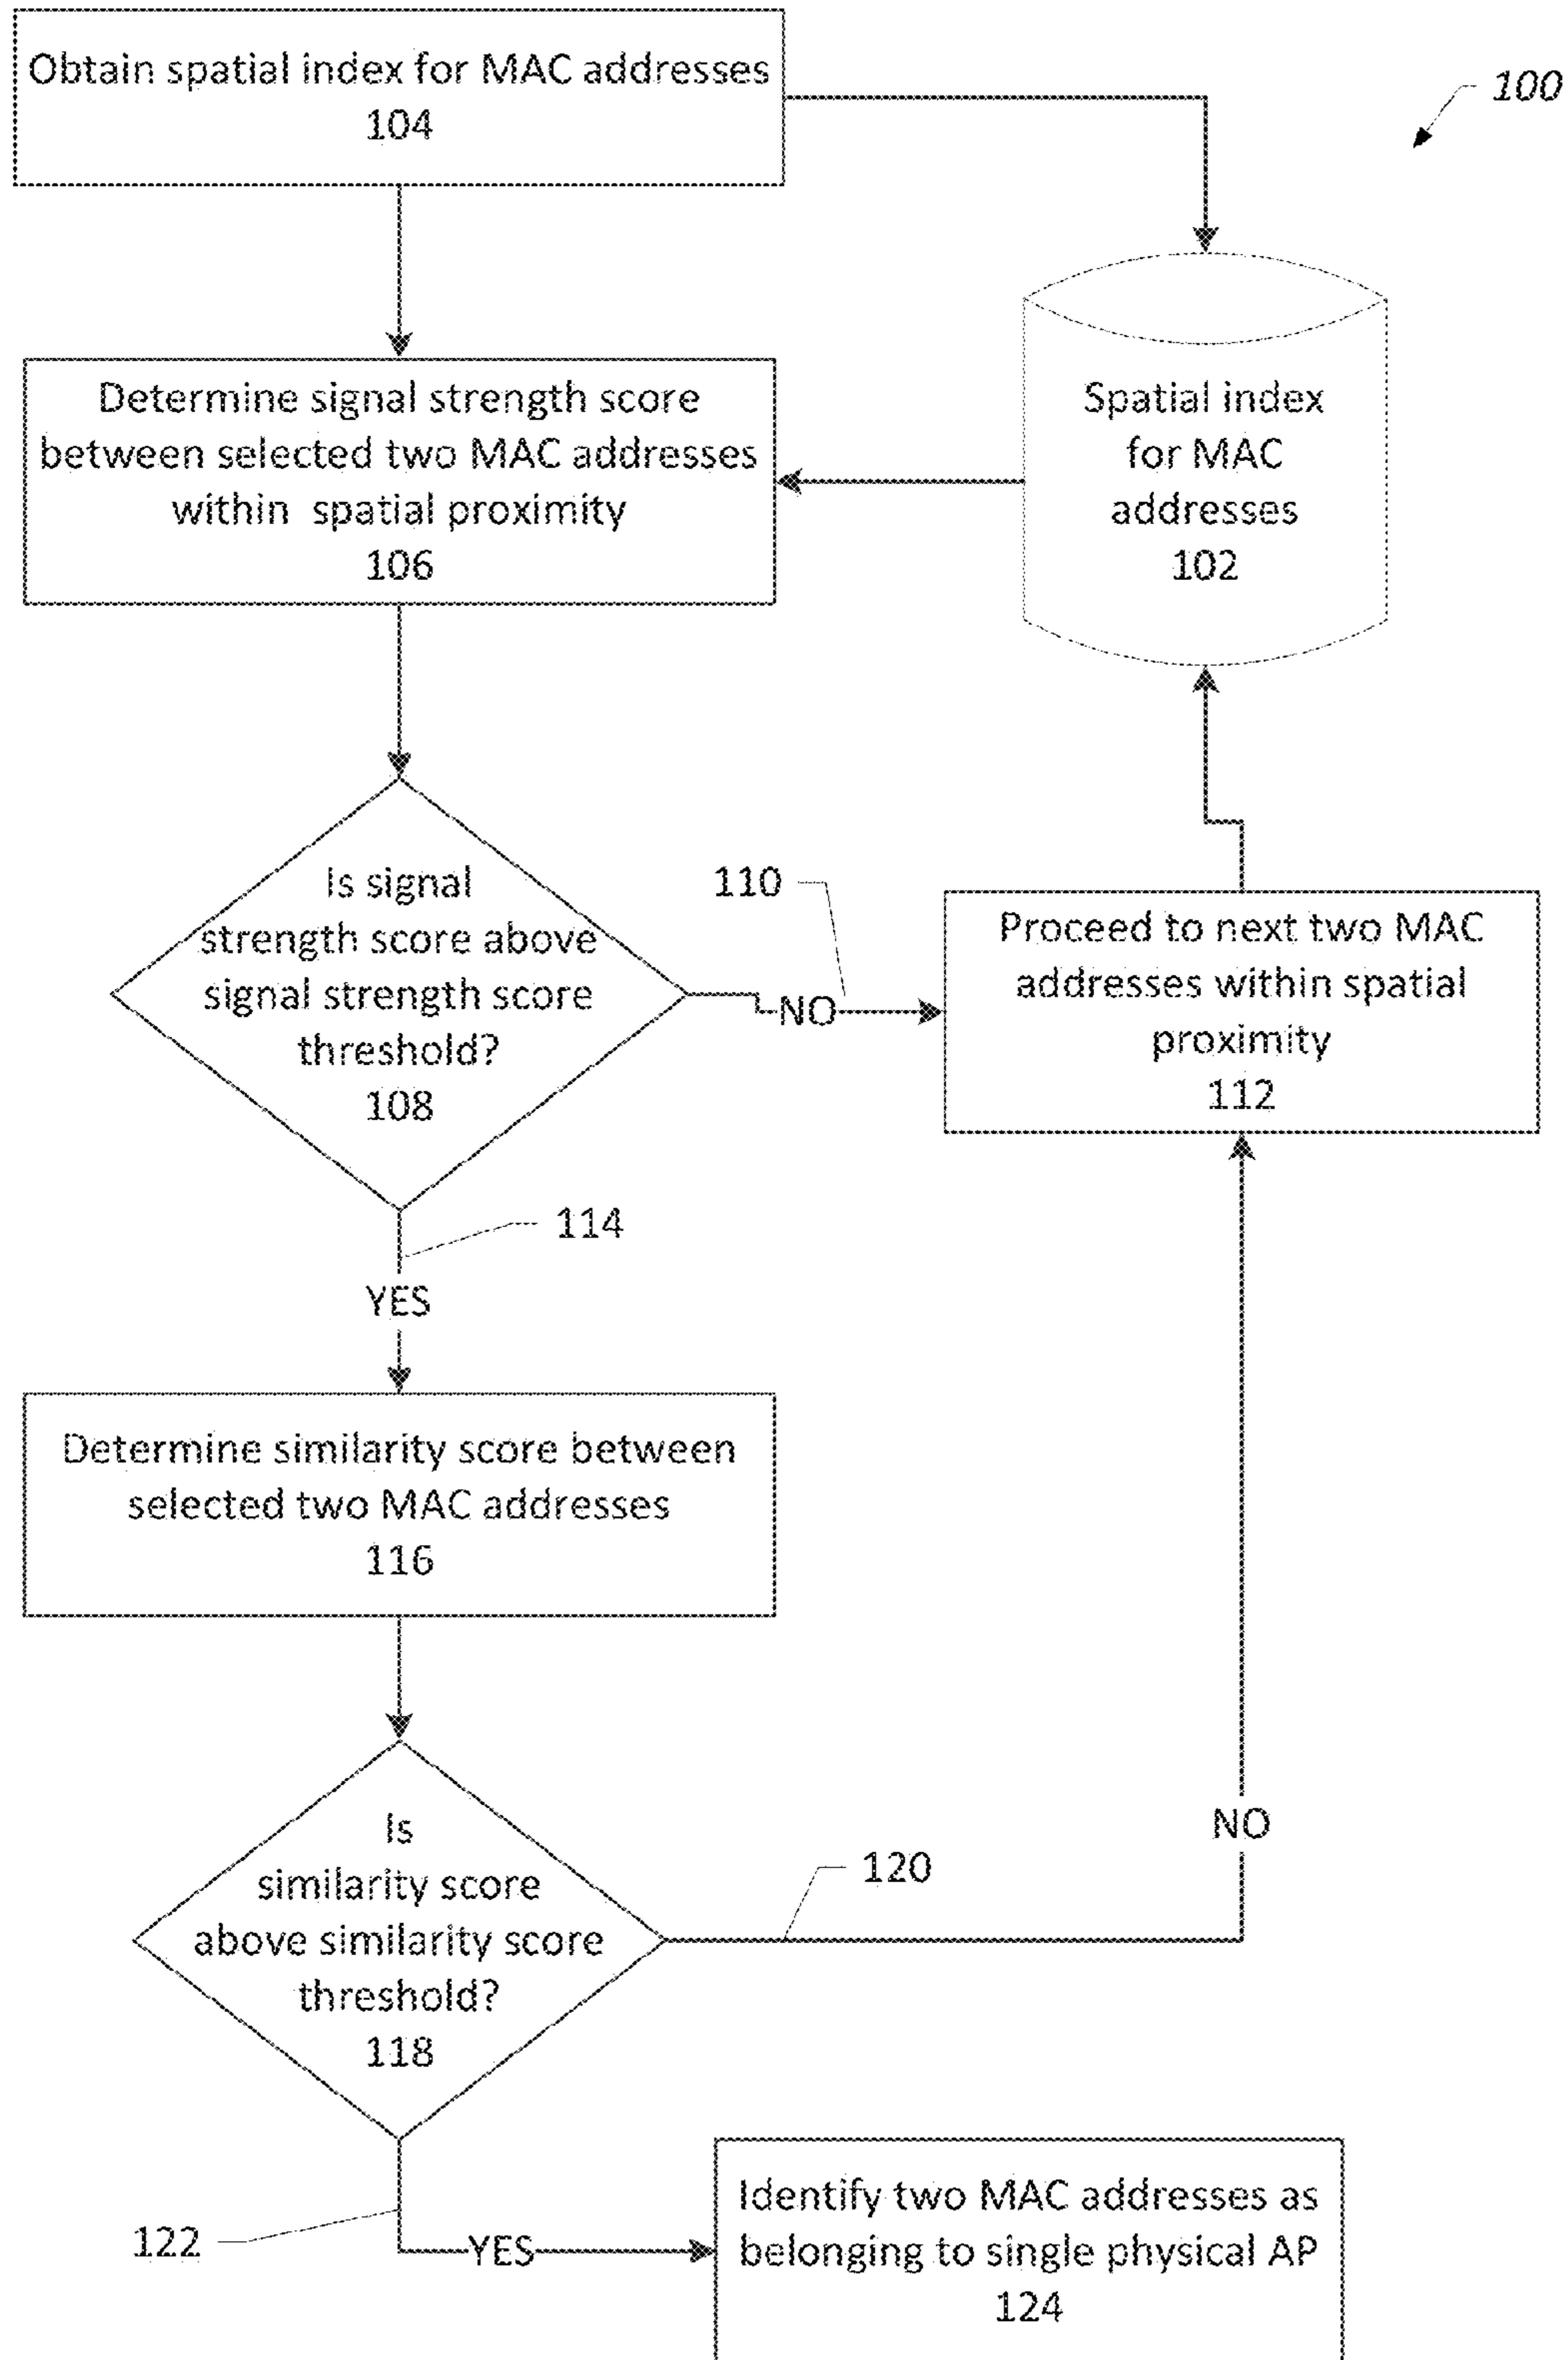 Obtain spatial index for MAC addresses
104
100
Determine signal strength score
between selected two MAC addresses
within spatial proximity
106
Spatial index
for MAC
addresses
102
Is signal
strength score above
signal strength score
threshold?
108
110
NO
Proceed to next two MAC
addresses within spatial
proximity
112
114
YES
Determine similarity score between
selected two MAC addresses
116
Is
similarity score
above similarity score
threshold?
118
120
NO
122
YES
Identify two MAC addresses as
belonging to single physical AP
124